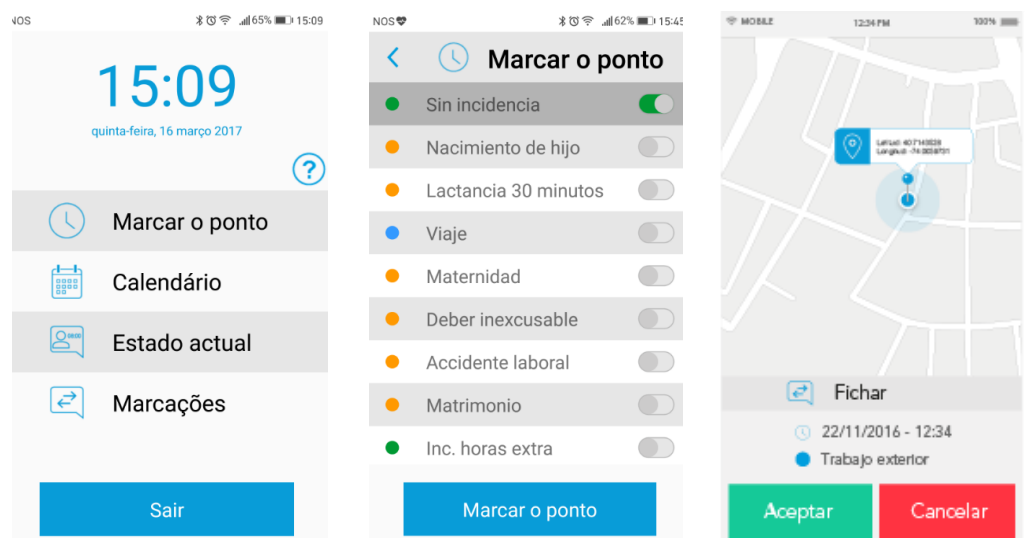 NOS
65%
15:09
15:09
quinta-feira, 16 março 2017
?
Marcar o ponto
Calendário
Estado actual
Marcações
Sair
NOS
62%
15:45
Marcar o ponto
Sin incidencia
Nacimiento de hijo
Lactancia 30 minutos
Viaje
Maternidad
Deber inexcusable
Accidente laboral
Matrimonio
Inc. horas extra
Marcar o ponto
MOBILE
12:34 PM
100%
Fichar
22/11/2016 - 12:34
Trabajo exterior
Aceptar
Cancelar